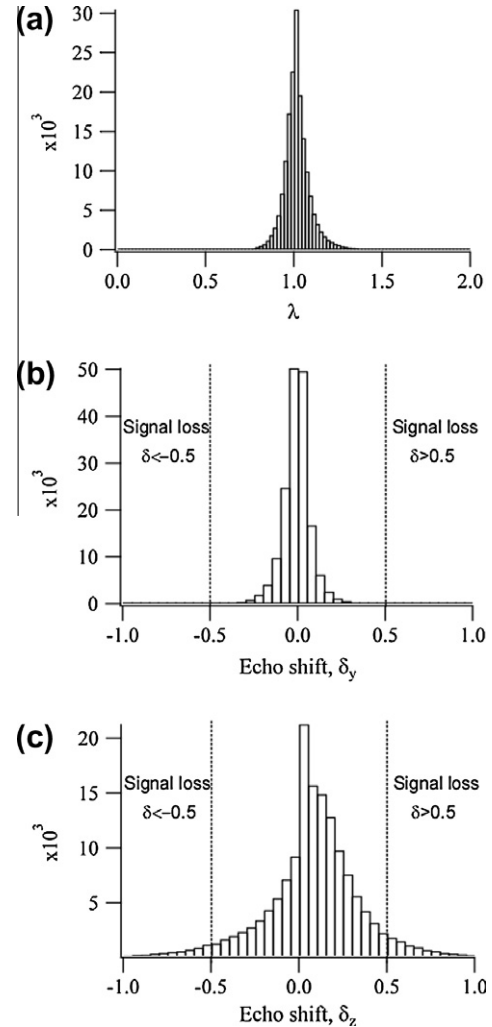 (a)
30
25
20
15
10
5
0
x10³
0.0 0.5 1.0 1.5 2.0
λ
(b)
50
40
30
20
10
0
x10³
Signal loss
δ<−0.5
Signal loss
δ>0.5
-1.0 -0.5 0.0 0.5 1.0
Echo shift, δy
(c)
20
15
10
5
x10³
Signal loss
δ<−0.5
Signal loss
δ>0.5
-1.0 -0.5 0.0 0.5 1.0
Echo shift, δz